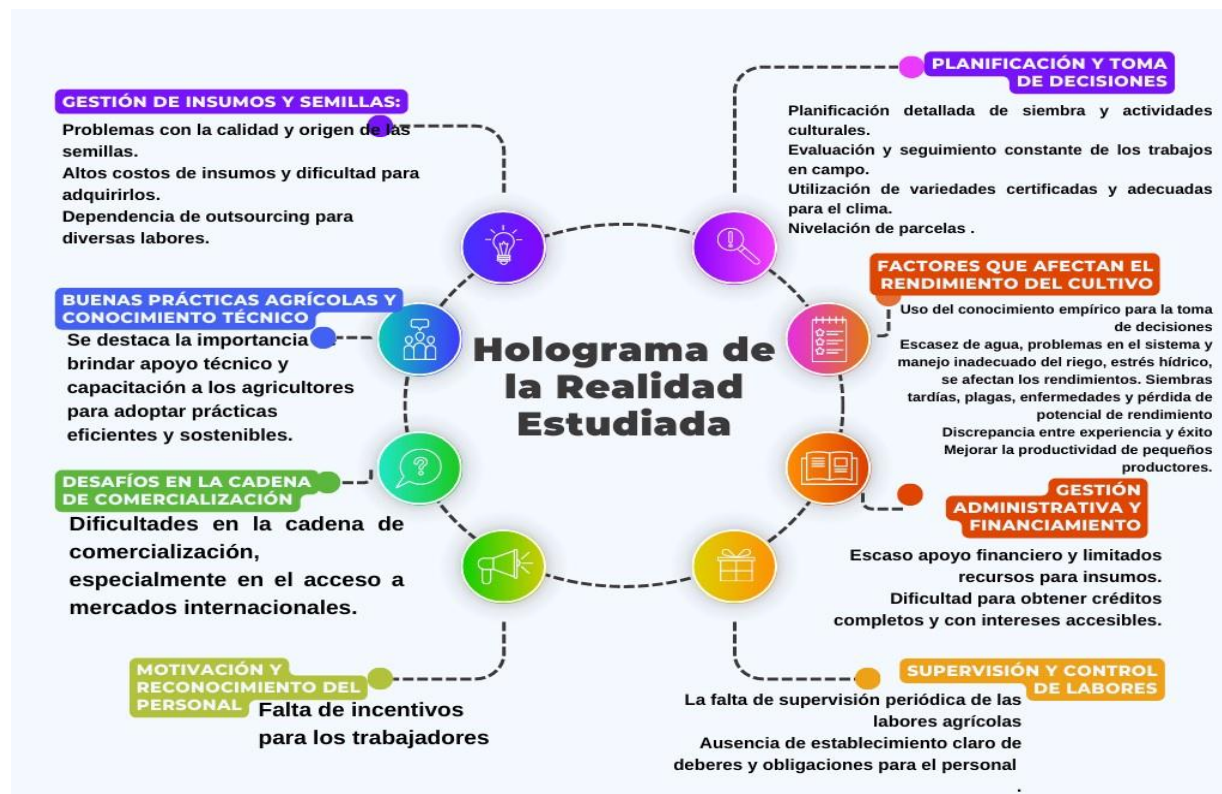 GESTIÓN DE INSUMOS Y SEMILLAS:
Problemas con la calidad y origen de las
semillas.
Altos costos de insumos y dificultad para
adquirirlos.
Dependencia de outsourcing para
diversas labores.
BUENAS PRÁCTICAS AGRÍCOLAS Y
CONOCIMIENTO TÉCNICO
Se destaca la importancia
brindar apoyo técnico y
capacitación a los agricultores
para adoptar prácticas
eficientes y sostenibles.
DESAFÍOS EN LA CADENA
DE COMERCIALIZACIÓN
Dificultades en la cadena de
comercialización,
especialmente en el acceso a
mercados internacionales.
MOTIVACIÓN Y
RECONOCIMIENTO DEL
PERSONAL
Falta de incentivos
para los trabajadores
Holograma de
la Realidad
Estudiada
PLANIFICACIÓN Y TOMA
DE DECISIONES
Planificación detallada de siembra y actividades
culturales.
Evaluación y seguimiento constante de los trabajos
en campo.
Utilización de variedades certificadas y adecuadas
para el clima.
Nivelación de parcelas .
FACTORES QUE AFECTAN EL
RENDIMIENTO DEL CULTIVO
Uso del conocimiento empírico para la toma
de decisiones
Escasez de agua, problemas en el sistema y
manejo inadecuado del riego, estrés hídrico,
se afectan los rendimientos. Siembras
tardías, plagas, enfermedades y pérdida de
potencial de rendimiento
Discrepancia entre experiencia y éxito
Mejorar la productividad de pequeños
productores.
GESTIÓN
ADMINISTRATIVA Y
FINANCIAMIENTO
Escaso apoyo financiero y limitados
recursos para insumos.
Dificultad para obtener créditos
completos y con intereses accesibles.
SUPERVISIÓN Y CONTROL
DE LABORES
La falta de supervisión periódica de las
labores agrícolas
Ausencia de establecimiento claro de
deberes y obligaciones para el personal
.